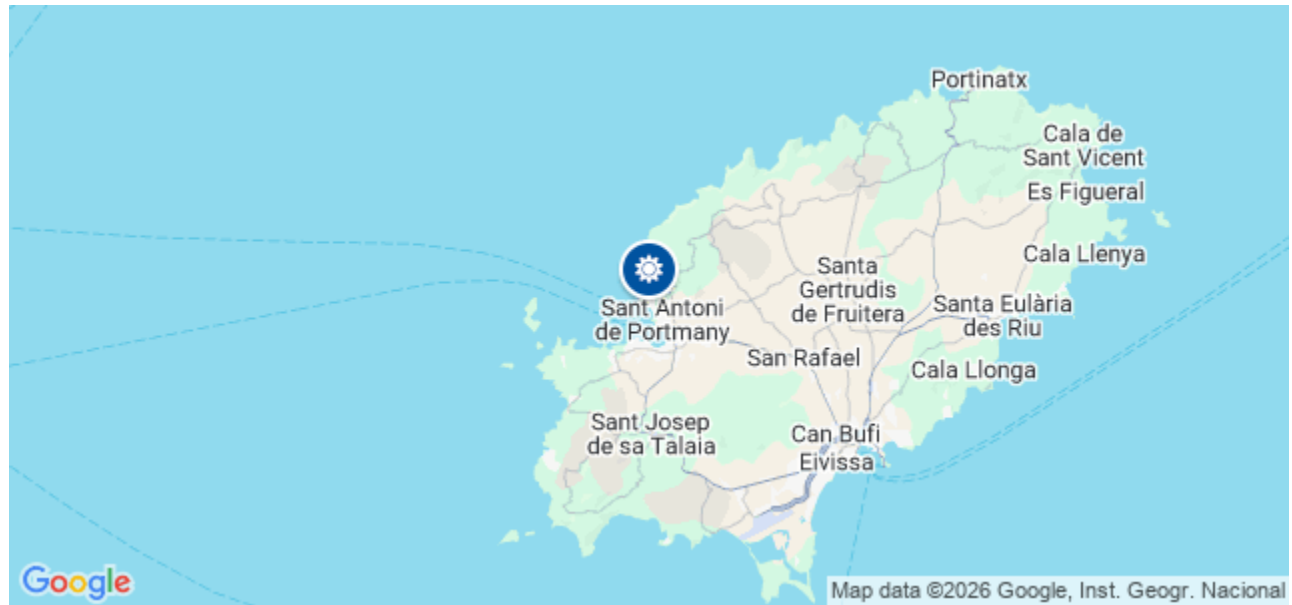 Portinatx
Cala de
Sant Vicent
Es Figueral
Cala Llenya
Santa
Gertrudis
de Fruitera
Sant Antoni
de Portmany
Santa Eulària
des Riu
San Rafael
Cala Llonga
Sant Josep
de sa Talaia
Can Bufi
Eivissa
Google
Map data ©2026 Google, Inst. Geogr. Nacional